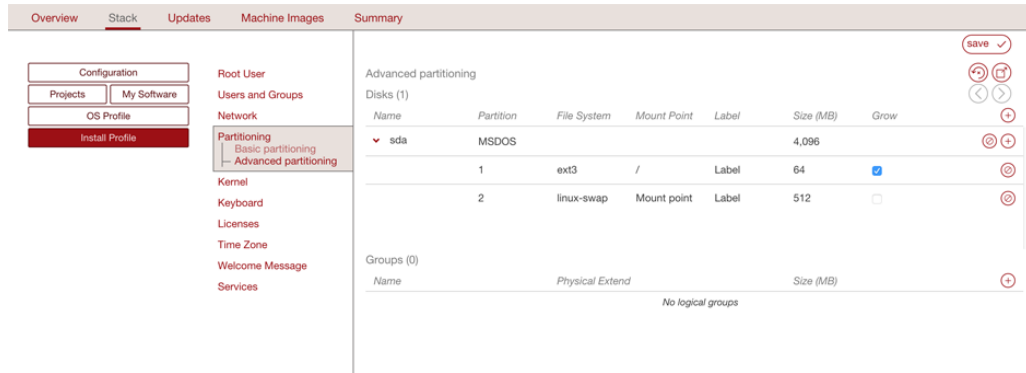 Overview Stack Updates Machine Images Summary
save
Configuration
Projects My Software
OS Profile
Install Profile
Root User
Users and Groups
Network
Partitioning
Basic partitioning
Advanced partitioning
Kernel
Keyboard
Licenses
Time Zone
Welcome Message
Services
Advanced partitioning
Disks (1)
Name Partition File System Mount Point Label Size (MB) Grow
sda MSDOS 4,096
1 ext3 / Label 64
2 linux-swap Mount point Label 512
Groups (0)
Name Physical Extend Size (MB)
No logical groups